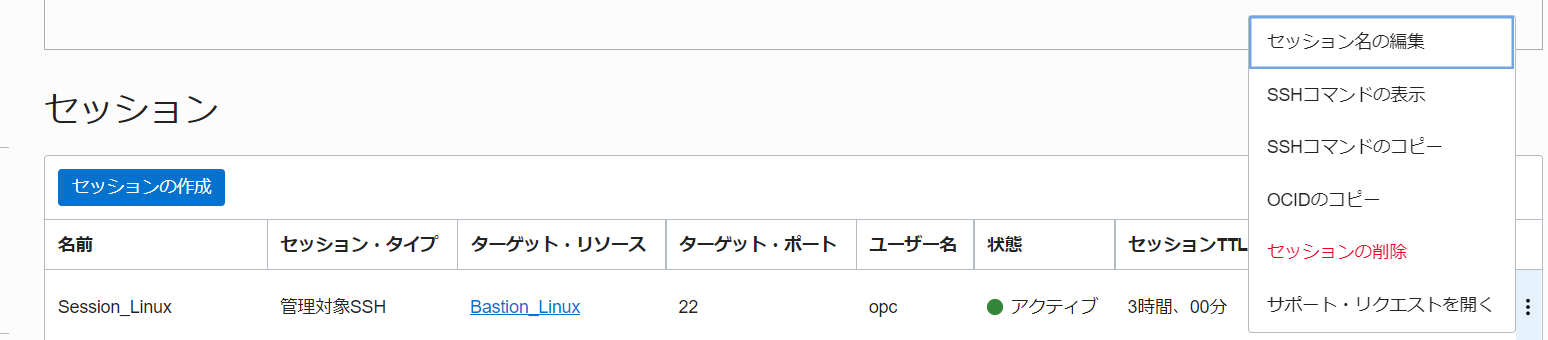 セッション名の編集
SSHコマンドの表示
SSHコマンドのコピー
OCIDのコピー
セッションの削除
サポート・リクエストを開く
セッション
セッションの作成
名前 セッション・タイプ ターゲット・リソース ターゲット・ポート ユーザー名 状態 セッションTTL
Session_Linux 管理対象SSH Bastion_Linux 22 opc アクティブ 3時間、00分